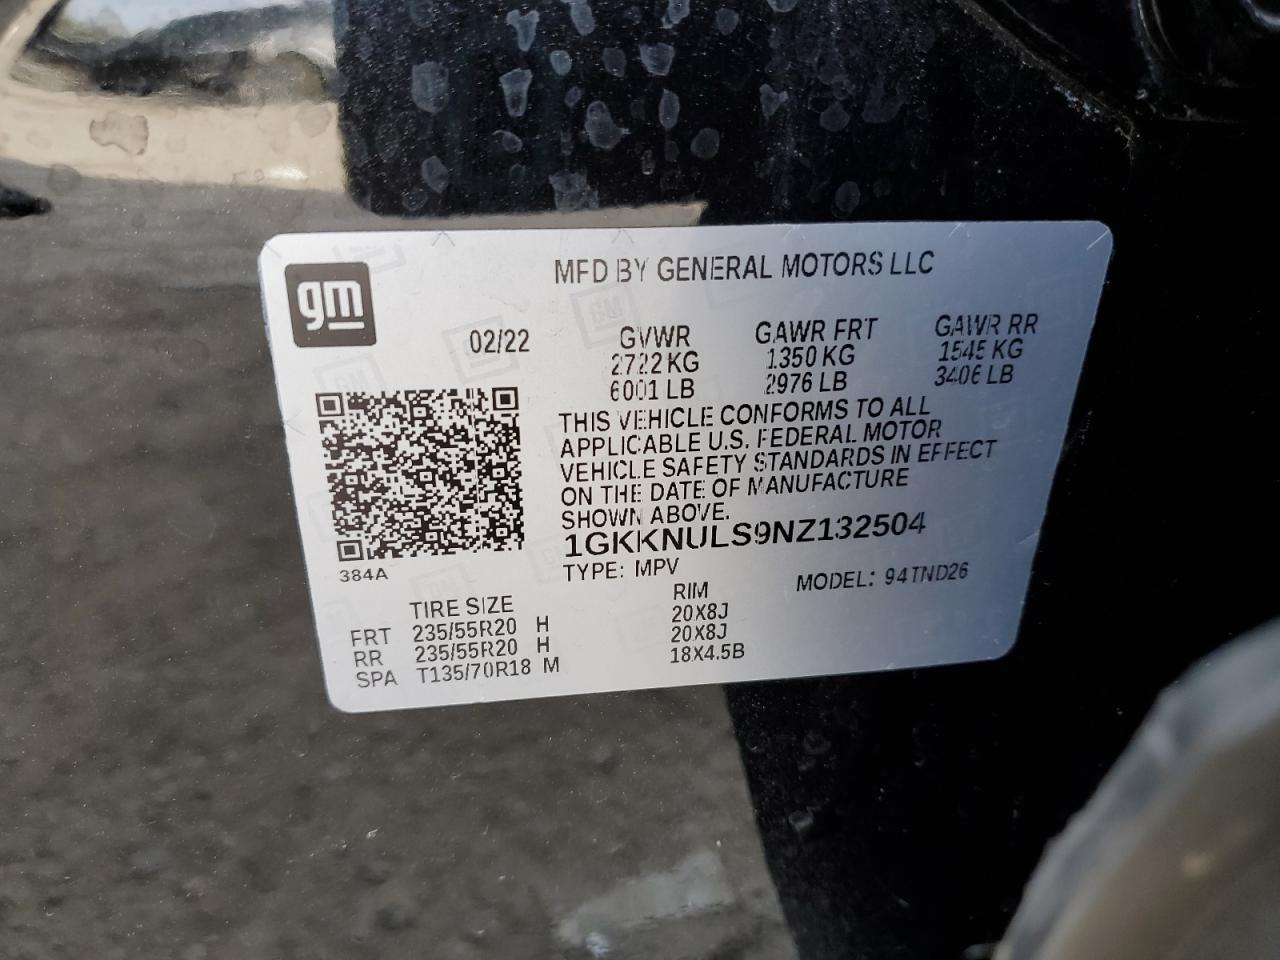 gm
MFD BY GENERAL MOTORS LLC
02/22 GVWR GAWR FRT GAWR RR
2722 KG 1350 KG 1545 KG
6001 LB 2976 LB 3406 LB
THIS VEHICLE CONFORMS TO ALL
APPLICABLE U.S. FEDERAL MOTOR
VEHICLE SAFETY STANDARDS IN EFFECT
ON THE DATE OF MANUFACTURE
SHOWN ABOVE.
1GKKNULS9NZ132504
384A
TYPE: MPV MODEL: 94TND26
TIRE SIZE RIM
FRT 235/55R20 H 20X8J
RR 235/55R20 H 20X8J
SPA T135/70R18 M 18X4.5B